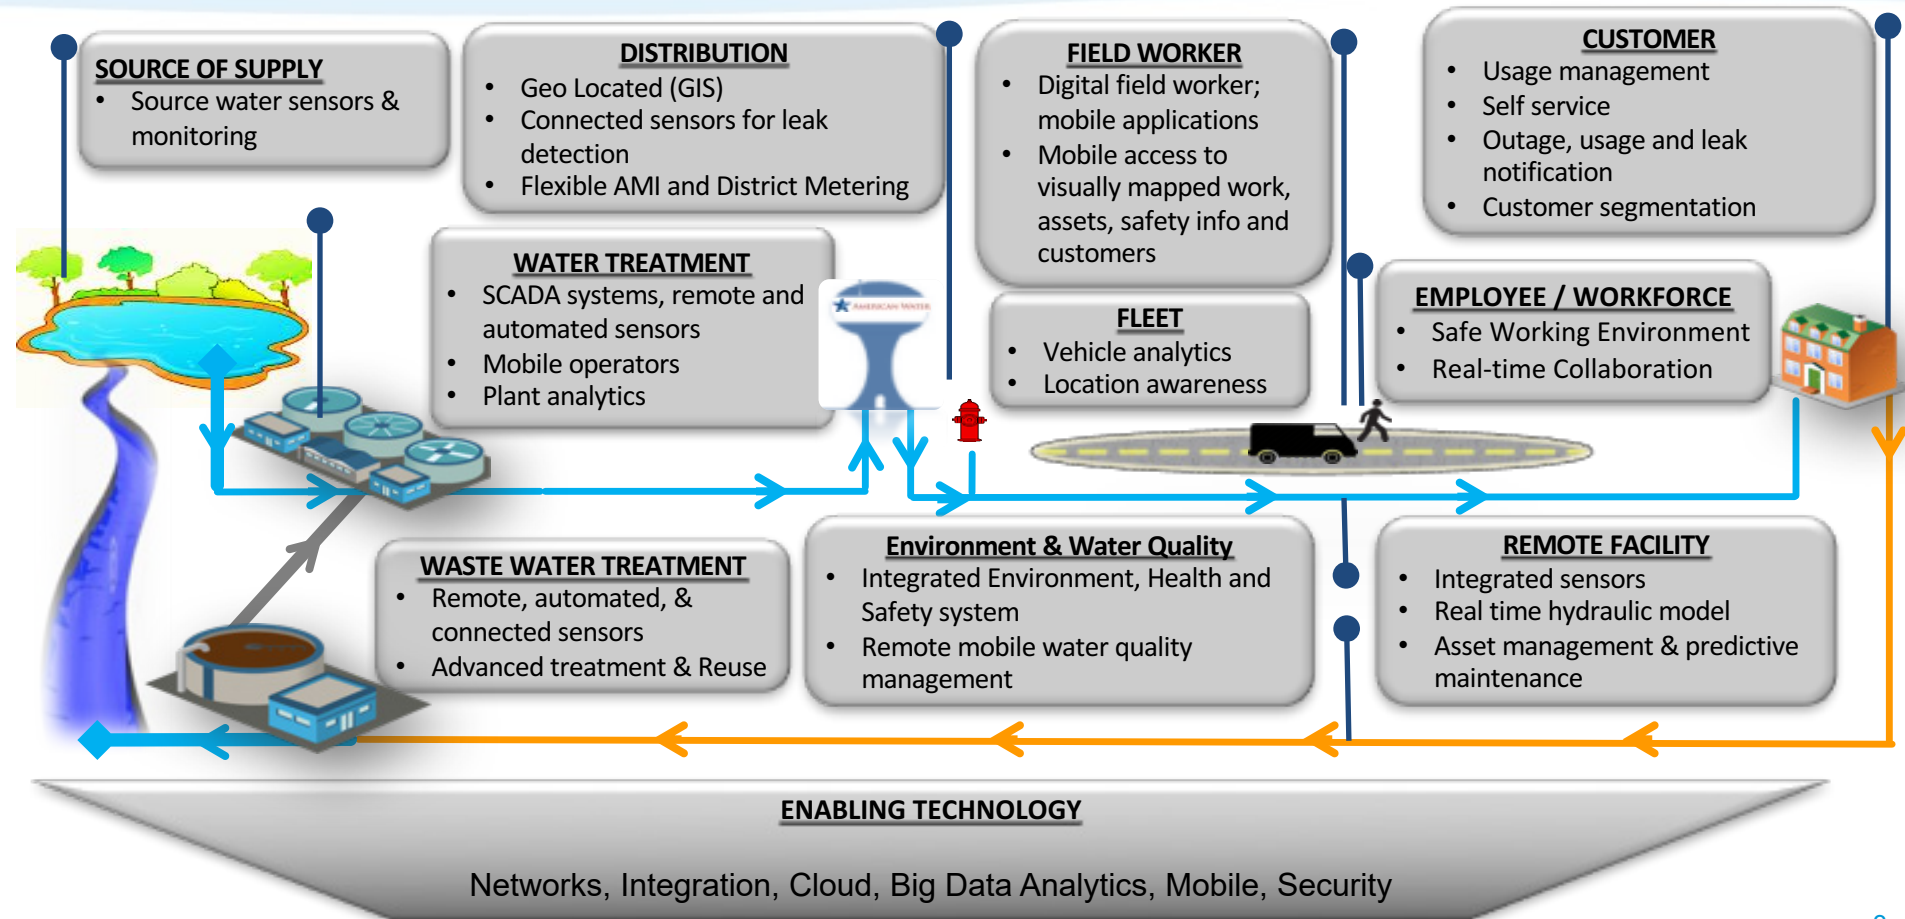 SOURCE OF SUPPLY
• Source water sensors &
monitoring
DISTRIBUTION
• Geo Located (GIS)
• Connected sensors for leak
detection
• Flexible AMI and District Metering
FIELD WORKER
• Digital field worker;
mobile applications
• Mobile access to
visually mapped work,
assets, safety info and
customers
CUSTOMER
• Usage management
• Self service
• Outage, usage and leak
notification
• Customer segmentation
WATER TREATMENT
• SCADA systems, remote and
automated sensors
• Mobile operators
• Plant analytics
AMERICAN WATER
FLEET
• Vehicle analytics
• Location awareness
EMPLOYEE / WORKFORCE
• Safe Working Environment
• Real-time Collaboration
WASTE WATER TREATMENT
• Remote, automated, &
connected sensors
• Advanced treatment & Reuse
Environment & Water Quality
• Integrated Environment, Health and
Safety system
• Remote mobile water quality
management
REMOTE FACILITY
• Integrated sensors
• Real time hydraulic model
• Asset management & predictive
maintenance
ENABLING TECHNOLOGY
Networks, Integration, Cloud, Big Data Analytics, Mobile, Security